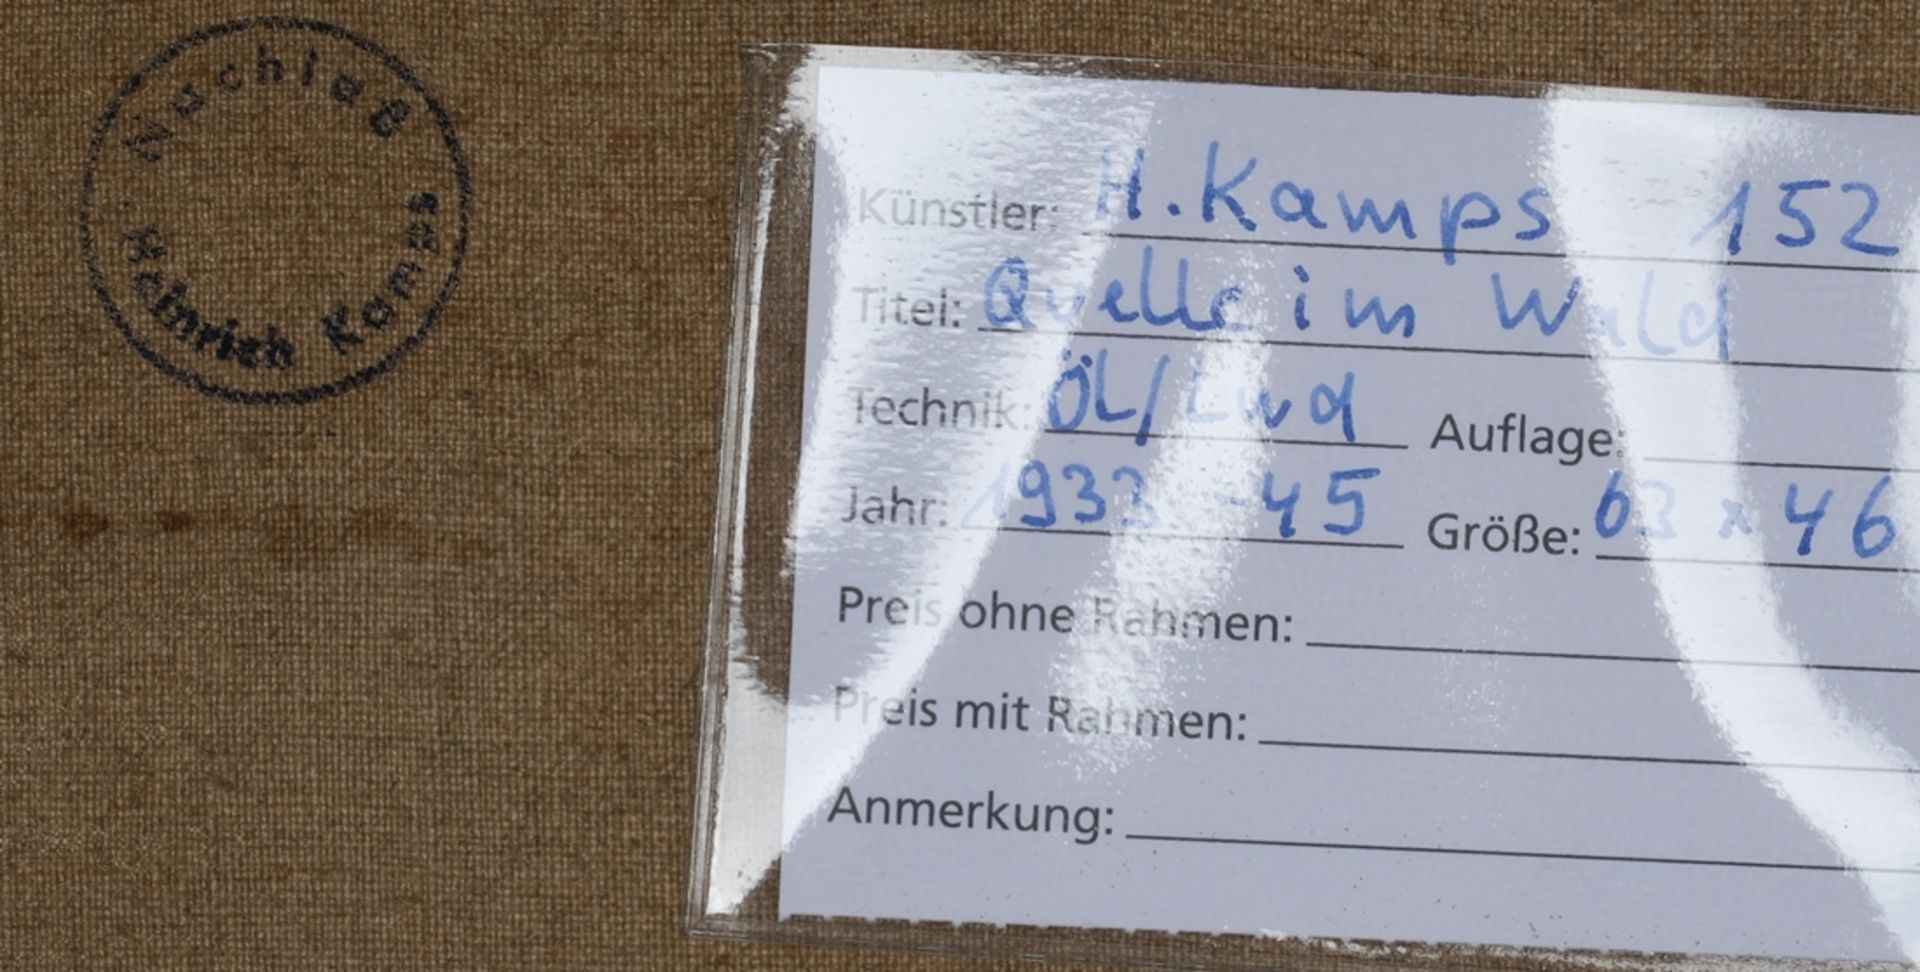 Nachlaß
Heinrich Kamps
Künstler: H. Kamps 152
Titel: Quelle im Wald
Technik: Öl/Lwd Auflage:
Jahr: 1933-45 Größe: 63 x 46
Preis ohne Rahmen:
Preis mit Rahmen:
Anmerkung: